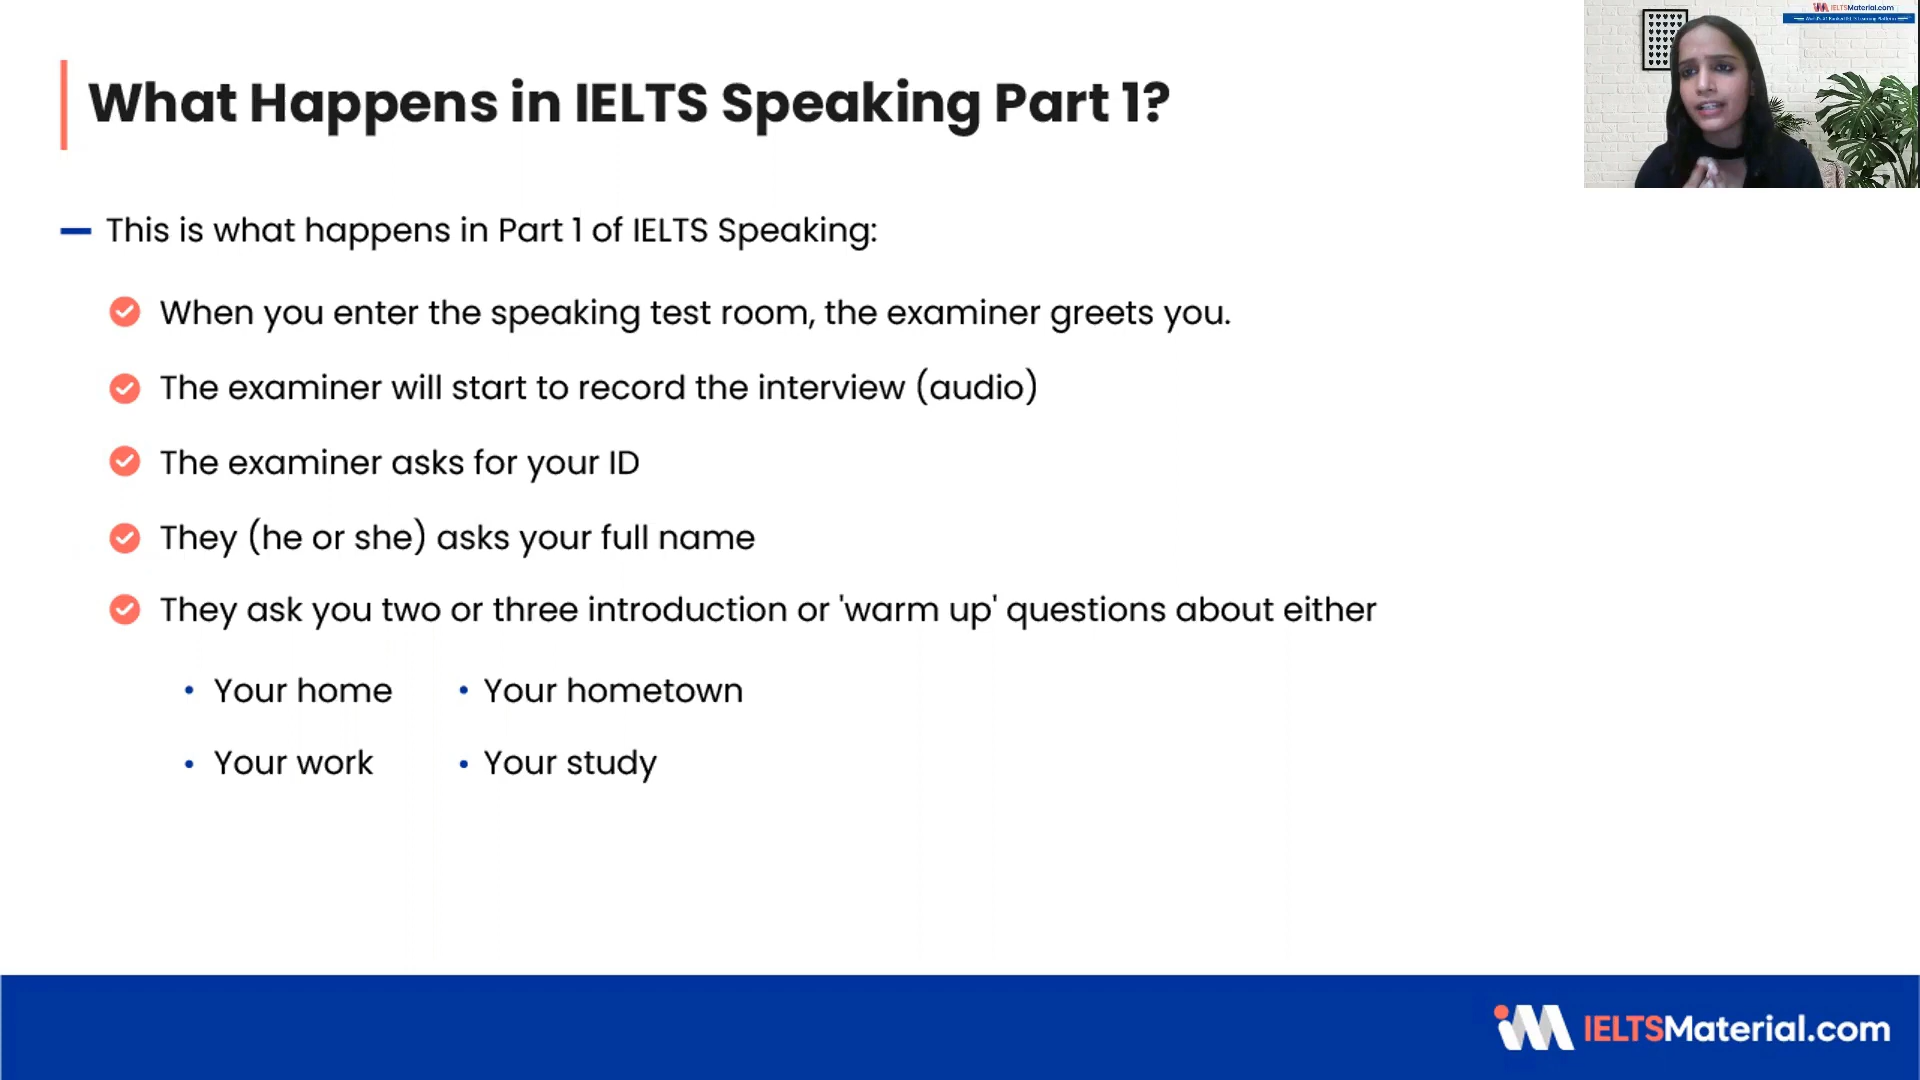 IELTSMaterial.com
What Happens in IELTS Speaking Part 1?
This is what happens in Part 1 of IELTS Speaking:
When you enter the speaking test room, the examiner greets you.
The examiner will start to record the interview (audio)
The examiner asks for your ID
They (he or she) asks your full name
They ask you two or three introduction or 'warm up' questions about either
Your home
Your hometown
Your work
Your study
IELTSMaterial.com